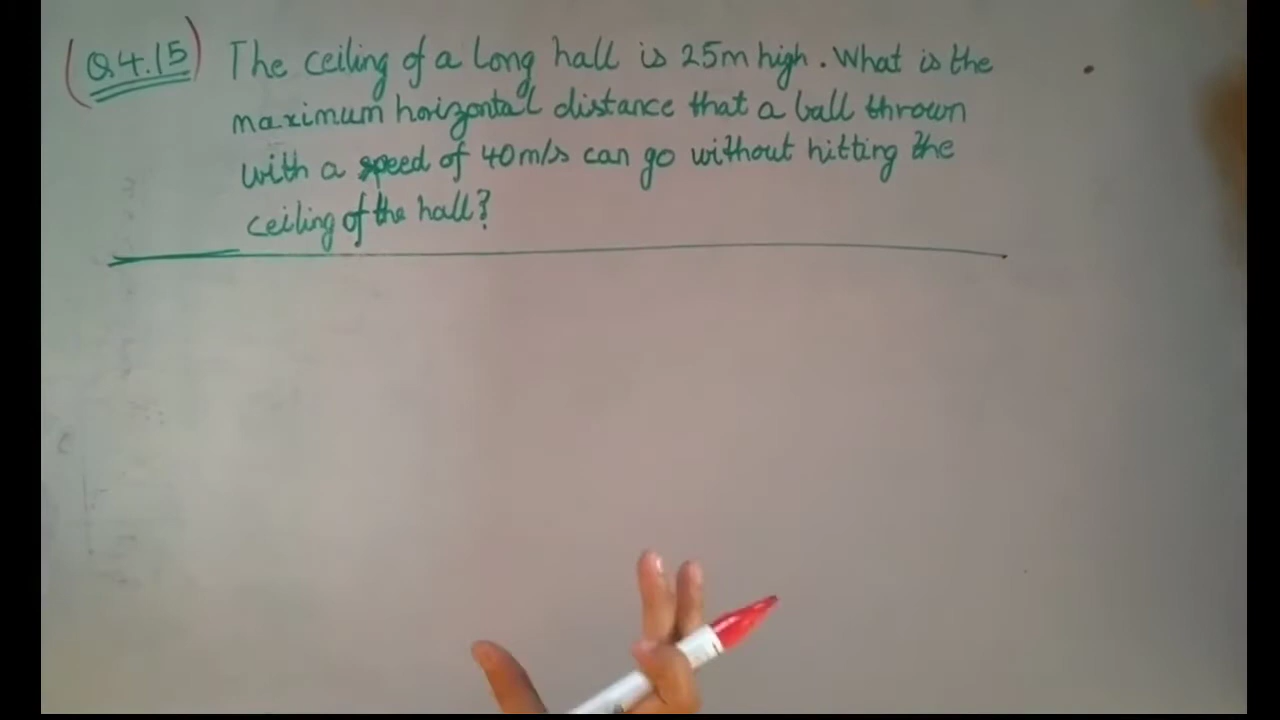 (Q4.15) The ceiling of a long hall is 25m high. What is the
maximum horizontal distance that a ball thrown
with a speed of 40m/s can go without hitting the
ceiling of the hall?